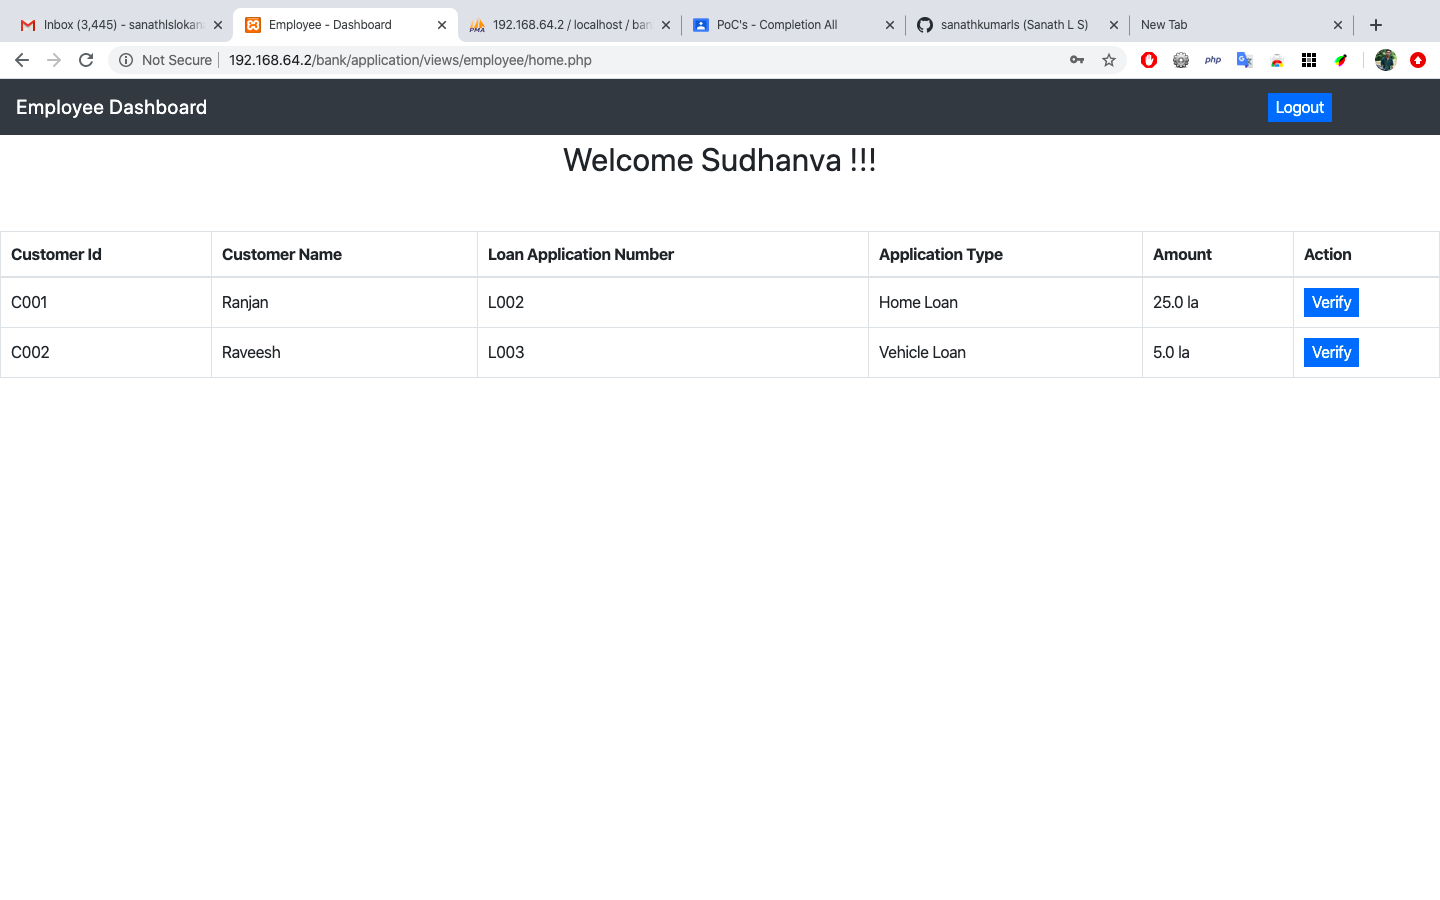 Inbox (3,445) - sanathlslokan
Employee - Dashboard
192.168.64.2 / localhost / ban
PoC's - Completion All
sanathkumarls (Sanath L S)
New Tab
Not Secure
192.168.64.2/bank/application/views/employee/home.php
php
Employee Dashboard
Logout
Welcome Sudhanva !!!
Customer Id Customer Name Loan Application Number Application Type Amount Action
C001 Ranjan L002 Home Loan 25.0 la Verify
C002 Raveesh L003 Vehicle Loan 5.0 la Verify